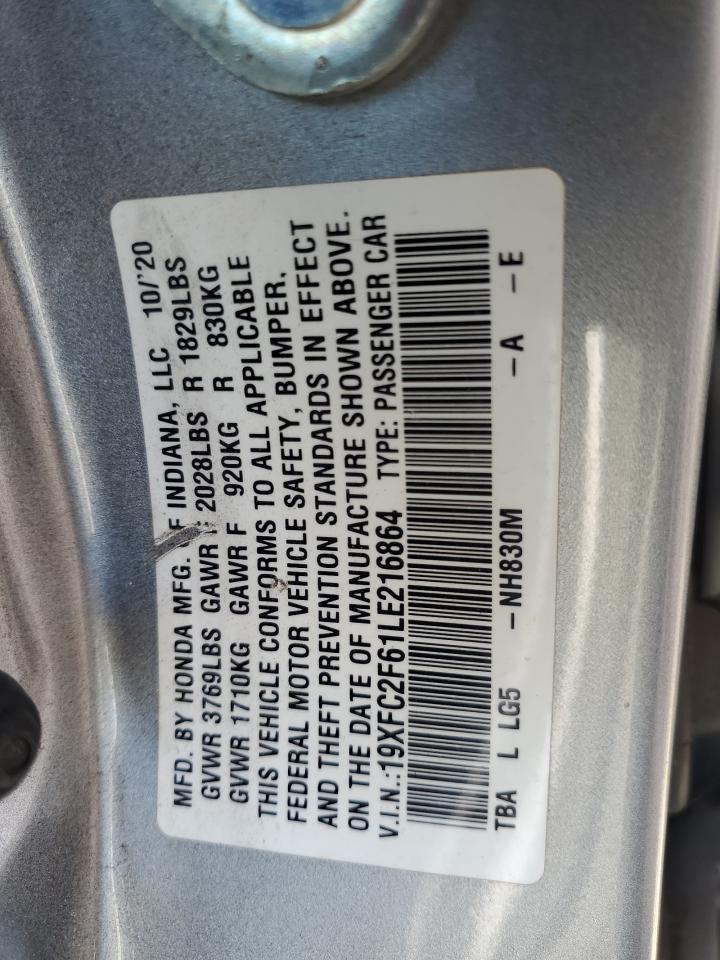 MFD. BY HONDA MFG. OF INDIANA, LLC 10/'20
GVWR 3769LBS GAWR F 2028LBS R 1829LBS
GVWR 1710KG GAWR F 920KG R 830KG
THIS VEHICLE CONFORMS TO ALL APPLICABLE
FEDERAL MOTOR VEHICLE SAFETY, BUMPER,
AND THEFT PREVENTION STANDARDS IN EFFECT
ON THE DATE OF MANUFACTURE SHOWN ABOVE.
V.I.N.:19XFC2F61LE216864 TYPE: PASSENGER CAR
TBA L LG5 -NH830M -A -E